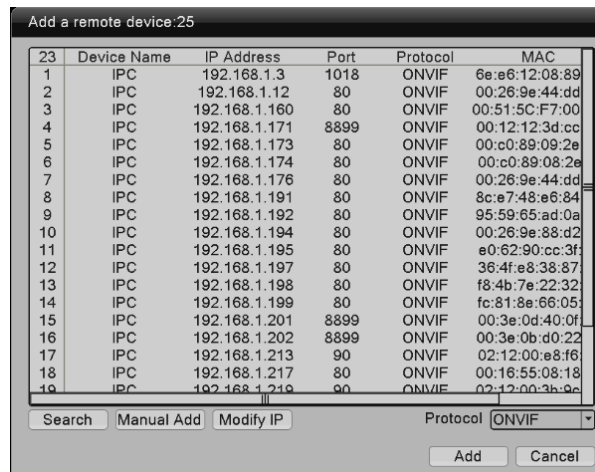 Add a remote device:25
23 Device Name IP Address Port Protocol MAC
1 IPC 192.168.1.3 1018 ONVIF 6e:e6:12:08:89
2 IPC 192.168.1.12 80 ONVIF 00:26:9e:44:dd
3 IPC 192.168.1.160 80 ONVIF 00:51:5C:F7:00
4 IPC 192.168.1.171 8899 ONVIF 00:12:12:3d:cc
5 IPC 192.168.1.173 80 ONVIF 00:c0:89:09:2e
6 IPC 192.168.1.174 80 ONVIF 00:c0:89:08:2e
7 IPC 192.168.1.176 80 ONVIF 00:26:9e:44:dd
8 IPC 192.168.1.191 80 ONVIF 8c:e7:48:e6:84
9 IPC 192.168.1.192 80 ONVIF 95:59:65:ad:0a
10 IPC 192.168.1.194 80 ONVIF 00:26:9e:88:d2
11 IPC 192.168.1.195 80 ONVIF e0:62:90:cc:3f:
12 IPC 192.168.1.197 80 ONVIF 36:4f:e8:38:87:
13 IPC 192.168.1.198 80 ONVIF f8:4b:7e:22:32:
14 IPC 192.168.1.199 80 ONVIF fc:81:8e:66:05:
15 IPC 192.168.1.201 8899 ONVIF 00:3e:0d:40:0f:
16 IPC 192.168.1.202 8899 ONVIF 00:3e:0b:d0:22
17 IPC 192.168.1.213 90 ONVIF 02:12:00:e8:f6:
18 IPC 192.168.1.217 80 ONVIF 00:16:55:08:18
19 IPC 192.168.1.219 90 ONVIF 02:12:00:3b:9c
Search Manual Add Modify IP Protocol ONVIF
Add Cancel